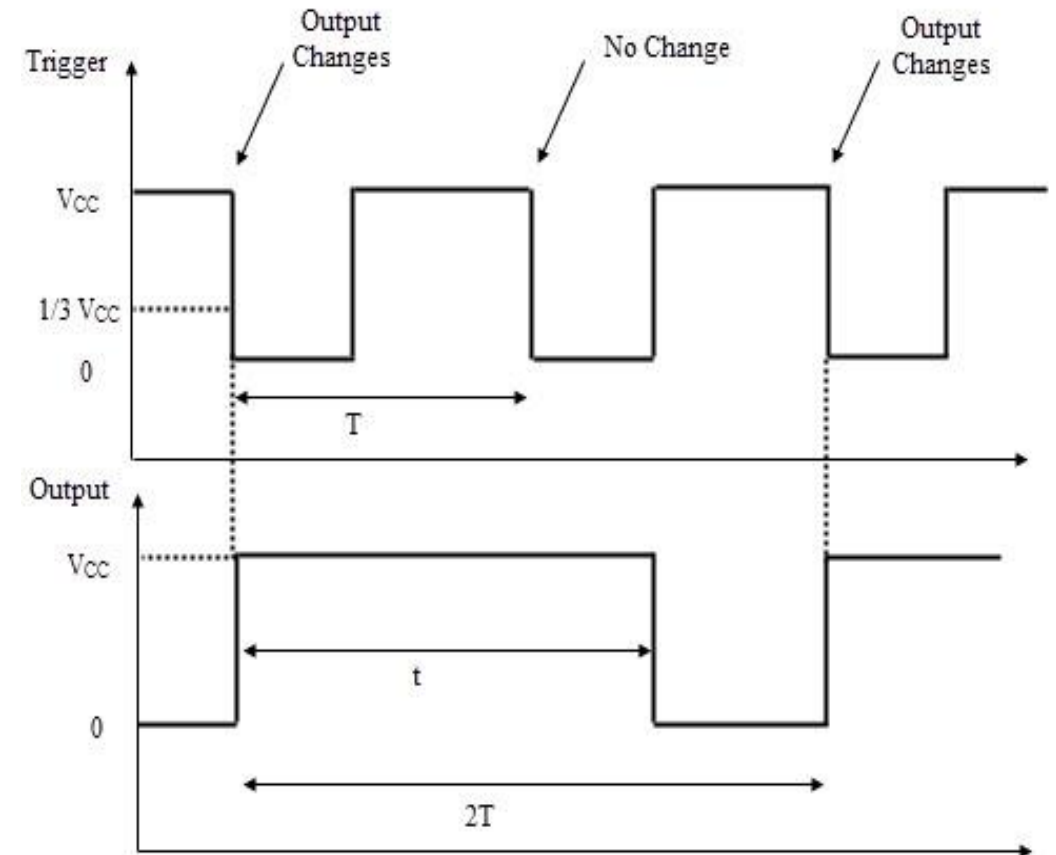 Output
Changes
No Change
Output
Changes
Trigger
VCC
1/3 VCC
0
T
Output
VCC
t
0
2T